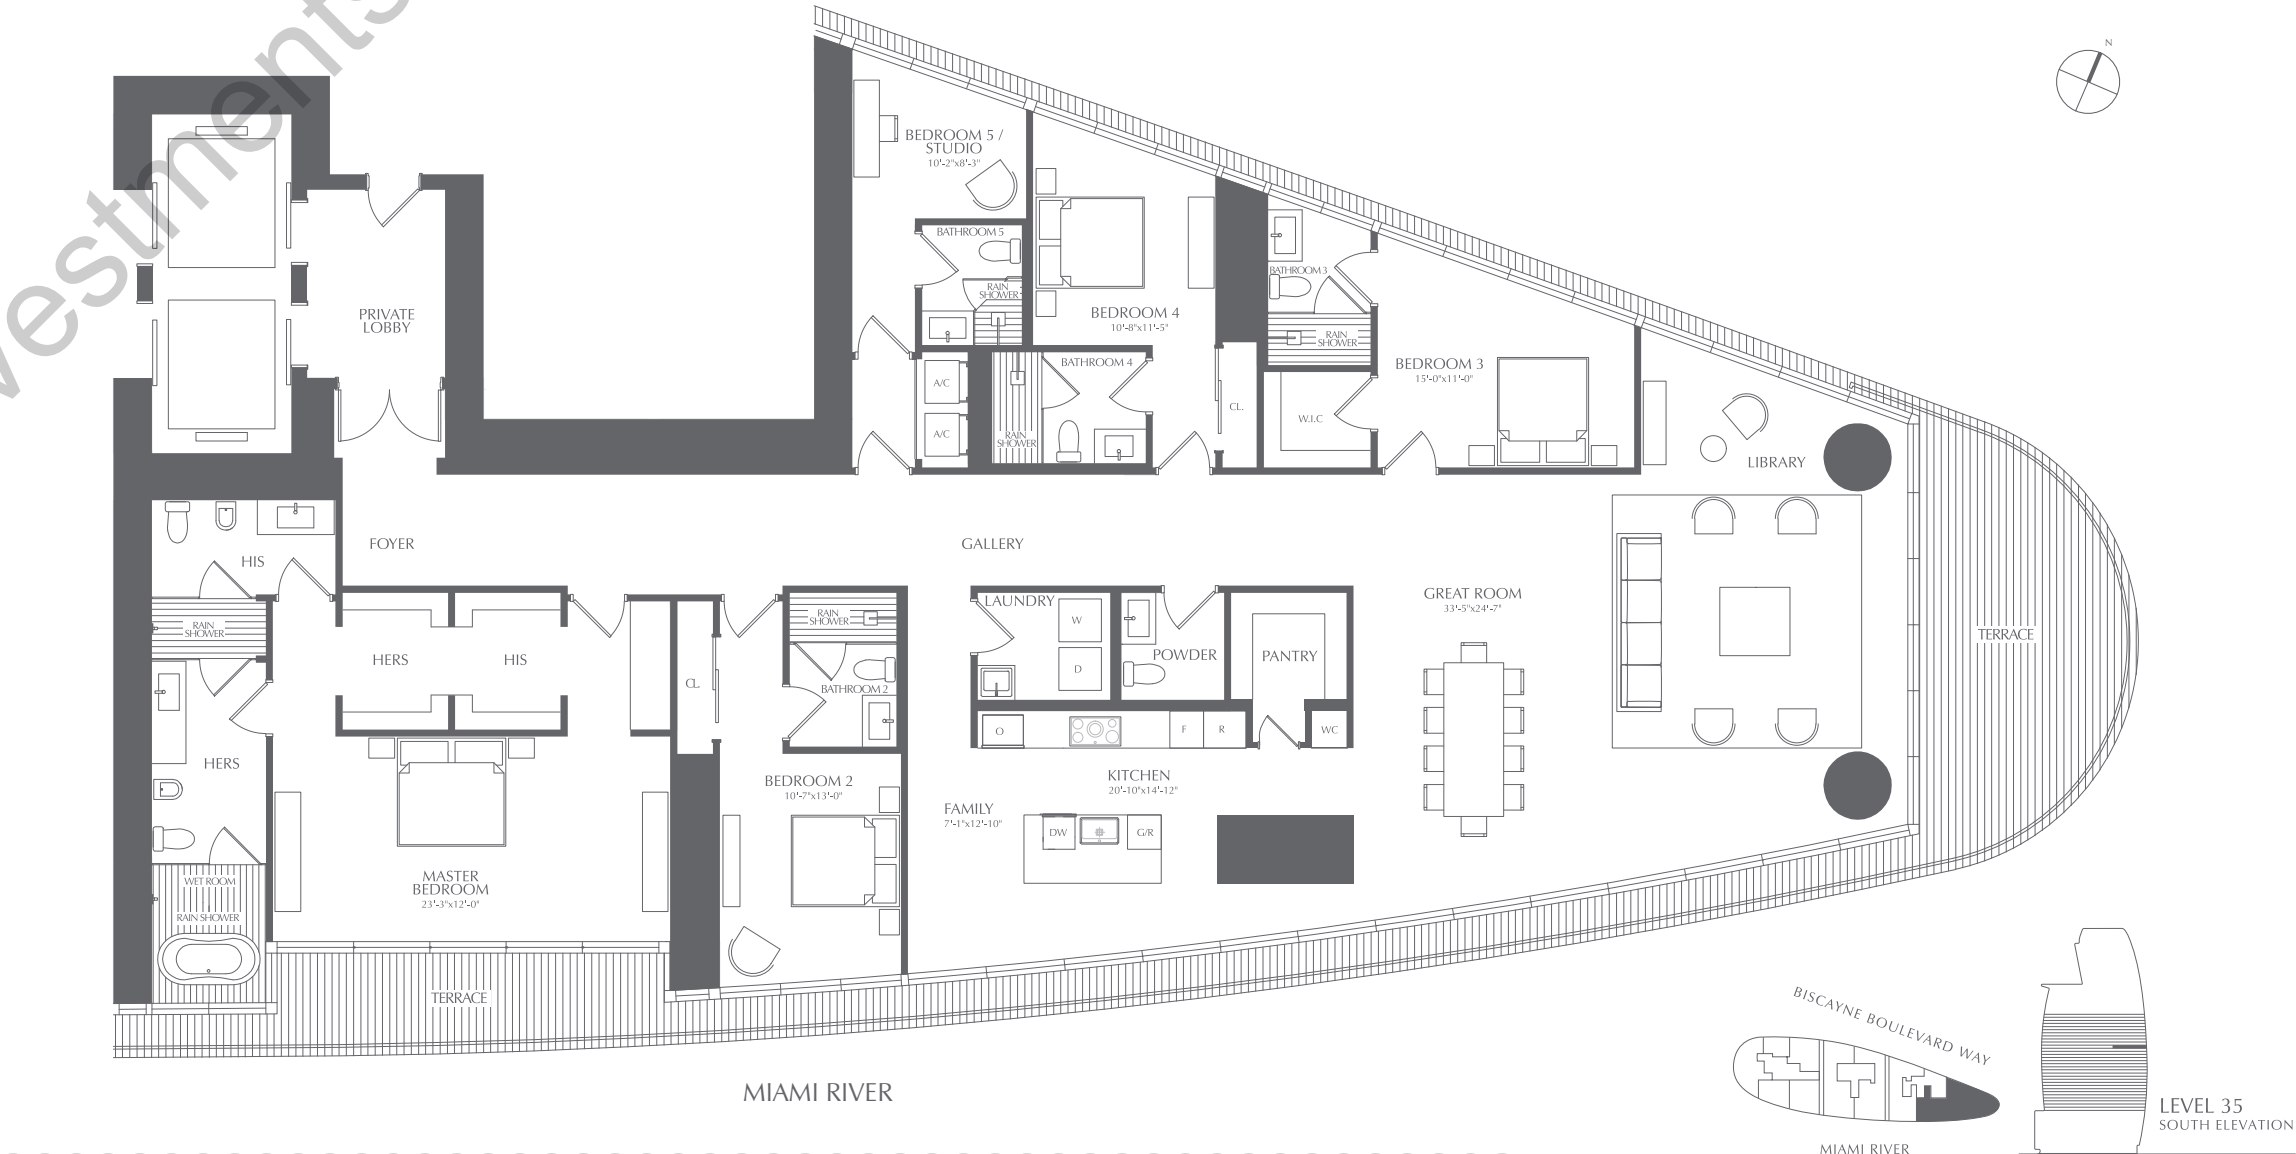 vestments
N
BEDROOM 5 /
STUDIO
10'-2"x8'-3"
BATHROOM 5
RAIN
SHOWER
PRIVATE
LOBBY
BEDROOM 4
10'-8"x11'-5"
BATHROOM 3
RAIN
SHOWER
A/C
A/C
BATHROOM 4
RAIN
SHOWER
CL.
W.I.C
BEDROOM 3
15'-0"x11'-0"
LIBRARY
FOYER
GALLERY
HIS
RAIN
SHOWER
HERS
HIS
CL.
RAIN
SHOWER
BATHROOM 2
LAUNDRY
W
D
POWDER
PANTRY
GREAT ROOM
33'-5"x24'-7"
TERRACE
HERS
O
F
R
WC
BEDROOM 2
10'-7"x13'-0"
KITCHEN
20'-10"x14'-12"
FAMILY
7'-1"x12'-10"
DW
G/R
WET ROOM
RAIN SHOWER
MASTER
BEDROOM
23'-3"x12'-0"
TERRACE
MIAMI RIVER
BISCAYNE BOULEVARD WAY
MIAMI RIVER
LEVEL 35
SOUTH ELEVATION